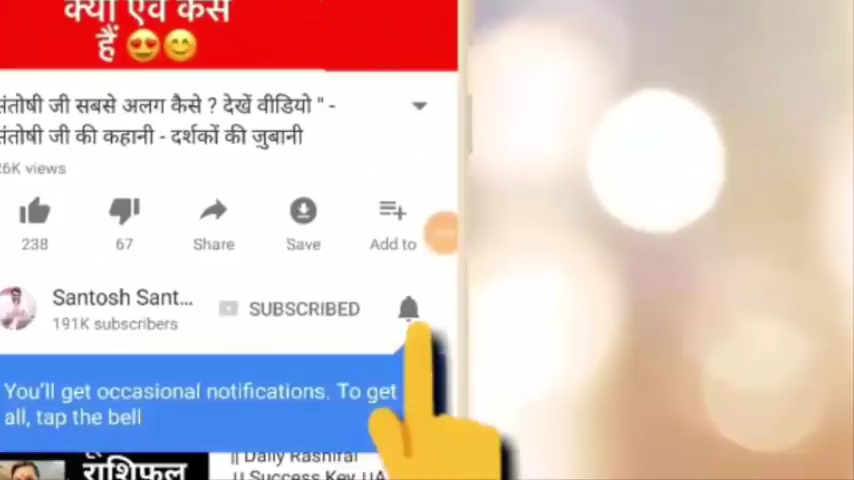 क्या एवं कैसे
हैं 😍😊
संतोषी जी सबसे अलग कैसे ? देखें वीडियो " -
संतोषी जी की कहानी - दर्शकों की जुबानी
26K views
238
67
Share
Save
Add to
Santosh Sant...
SUBSCRIBED
191K subscribers
You'll get occasional notifications. To get
all, tap the bell
राशिफल
|| Daily Rashifal
|| Success Key